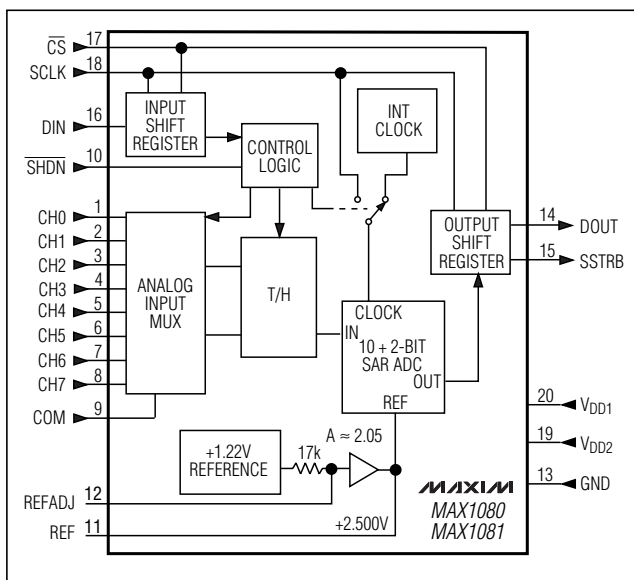 CS 17
SCLK 18
DIN 16
SHDN 10
CH0 1
CH1 2
CH2 3
CH3 4
CH4 5
CH5 6
CH6 7
CH7 8
COM 9
REFADJ 12
REF 11
INPUT
SHIFT
REGISTER
CONTROL
LOGIC
INT
CLOCK
ANALOG
INPUT
MUX
T/H
CLOCK
IN
10 + 2-BIT
SAR ADC
OUT
REF
OUTPUT
SHIFT
REGISTER
+1.22V
REFERENCE
17k
A ≈ 2.05
+2.500V
14 DOUT
15 SSTRB
20 VDD1
19 VDD2
13 GND
MAXIM
MAX1080
MAX1081